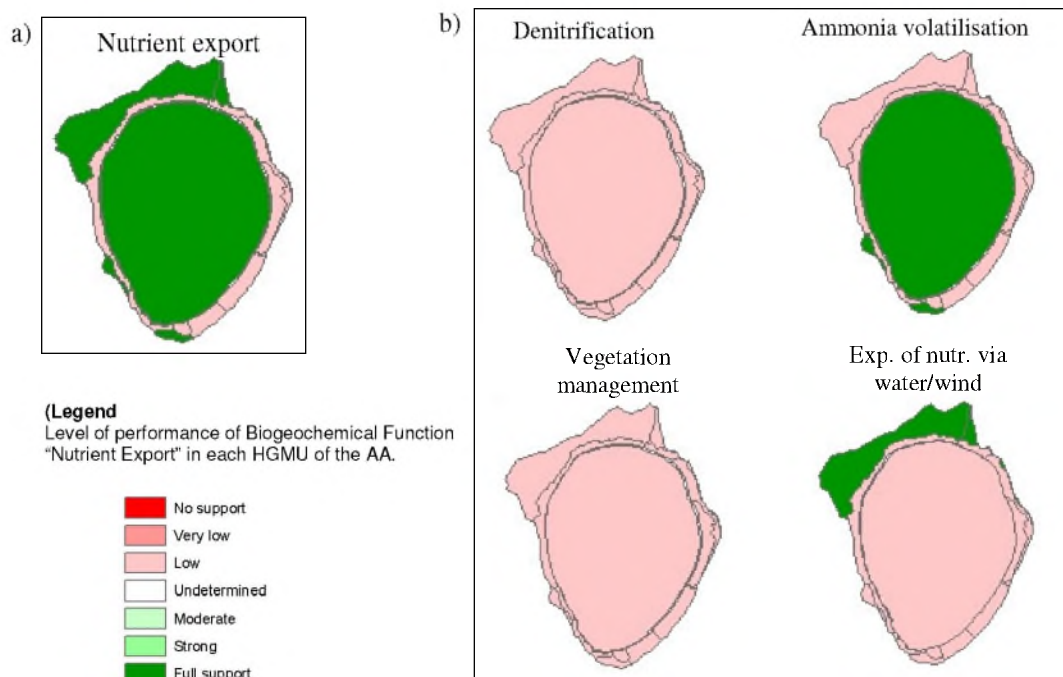 a)
Nutrient export
(Legend
Level of performance of Biogeochemical Function
“Nutrient Export” in each HGMU of the AA.
No support
Very low
Low
Undetermined
Moderate
Strong
Full support
b)
Denitrification
Ammonia volatilisation
Vegetation
management
Exp. of nutr. via
water/wind